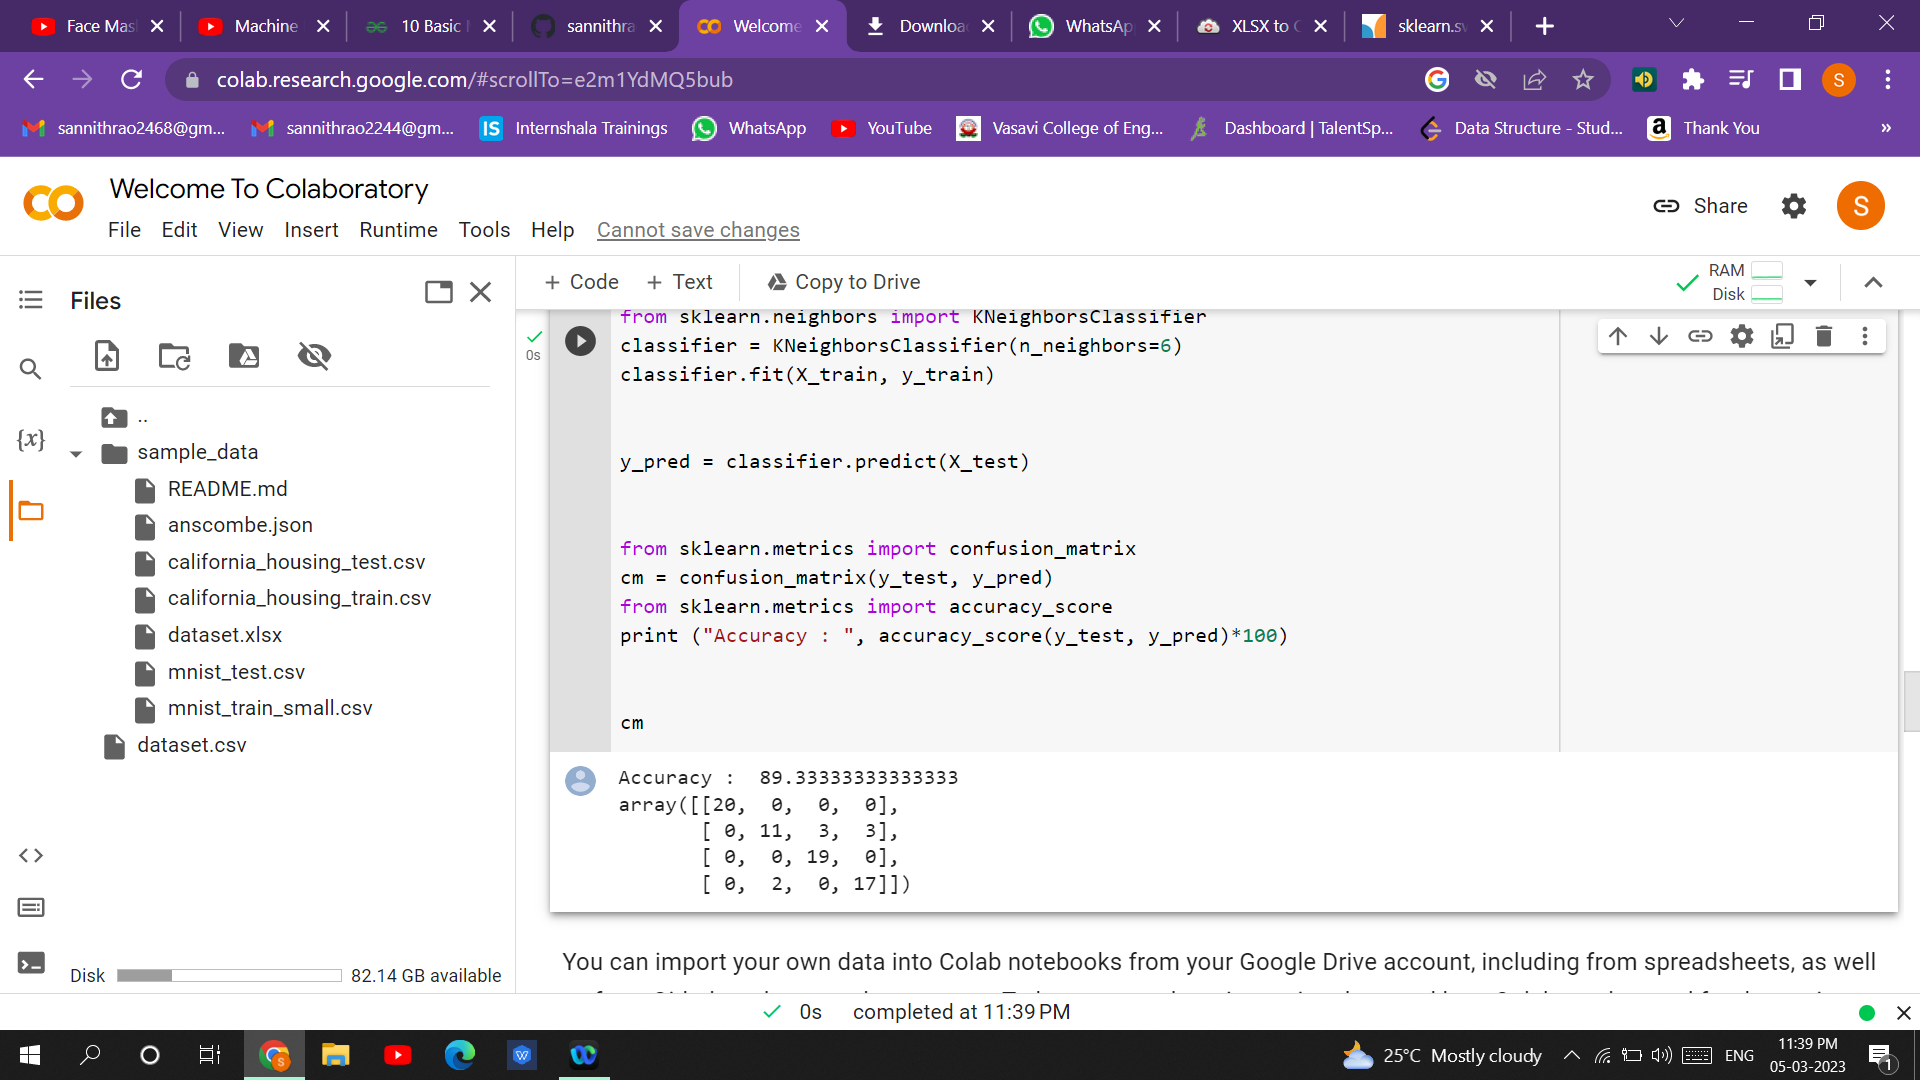 Face Mas
Machine
10 Basic
sannithra
Welcome
Downloa
WhatsAp
XLSX to C
sklearn.sv
colab.research.google.com/#scrollTo=e2m1YdMQ5bub
S
sannithrao2468@gm...
sannithrao2244@gm...
IS Internshala Trainings
WhatsApp
YouTube
Vasavi College of Eng...
Dashboard | TalentSp...
Data Structure - Stud...
a Thank You
»
Welcome To Colaboratory
File Edit View Insert Runtime Tools Help Cannot save changes
Share
S
Files
+ Code + Text Copy to Drive
RAM
Disk
..
sample_data
README.md
anscombe.json
california_housing_test.csv
california_housing_train.csv
dataset.xlsx
mnist_test.csv
mnist_train_small.csv
dataset.csv
{x}
<>
Disk 82.14 GB available
0s
from sklearn.neighbors import KNeighborsClassifier
classifier = KNeighborsClassifier(n_neighbors=6)
classifier.fit(X_train, y_train)
y_pred = classifier.predict(X_test)
from sklearn.metrics import confusion_matrix
cm = confusion_matrix(y_test, y_pred)
from sklearn.metrics import accuracy_score
print ("Accuracy : ", accuracy_score(y_test, y_pred)*100)
cm
Accuracy :  89.33333333333333
array([[20,  0,  0,  0],
       [ 0, 11,  3,  3],
       [ 0,  0, 19,  0],
       [ 0,  2,  0, 17]])
You can import your own data into Colab notebooks from your Google Drive account, including from spreadsheets, as well
0s completed at 11:39 PM
25°C Mostly cloudy
ENG
11:39 PM
05-03-2023
1